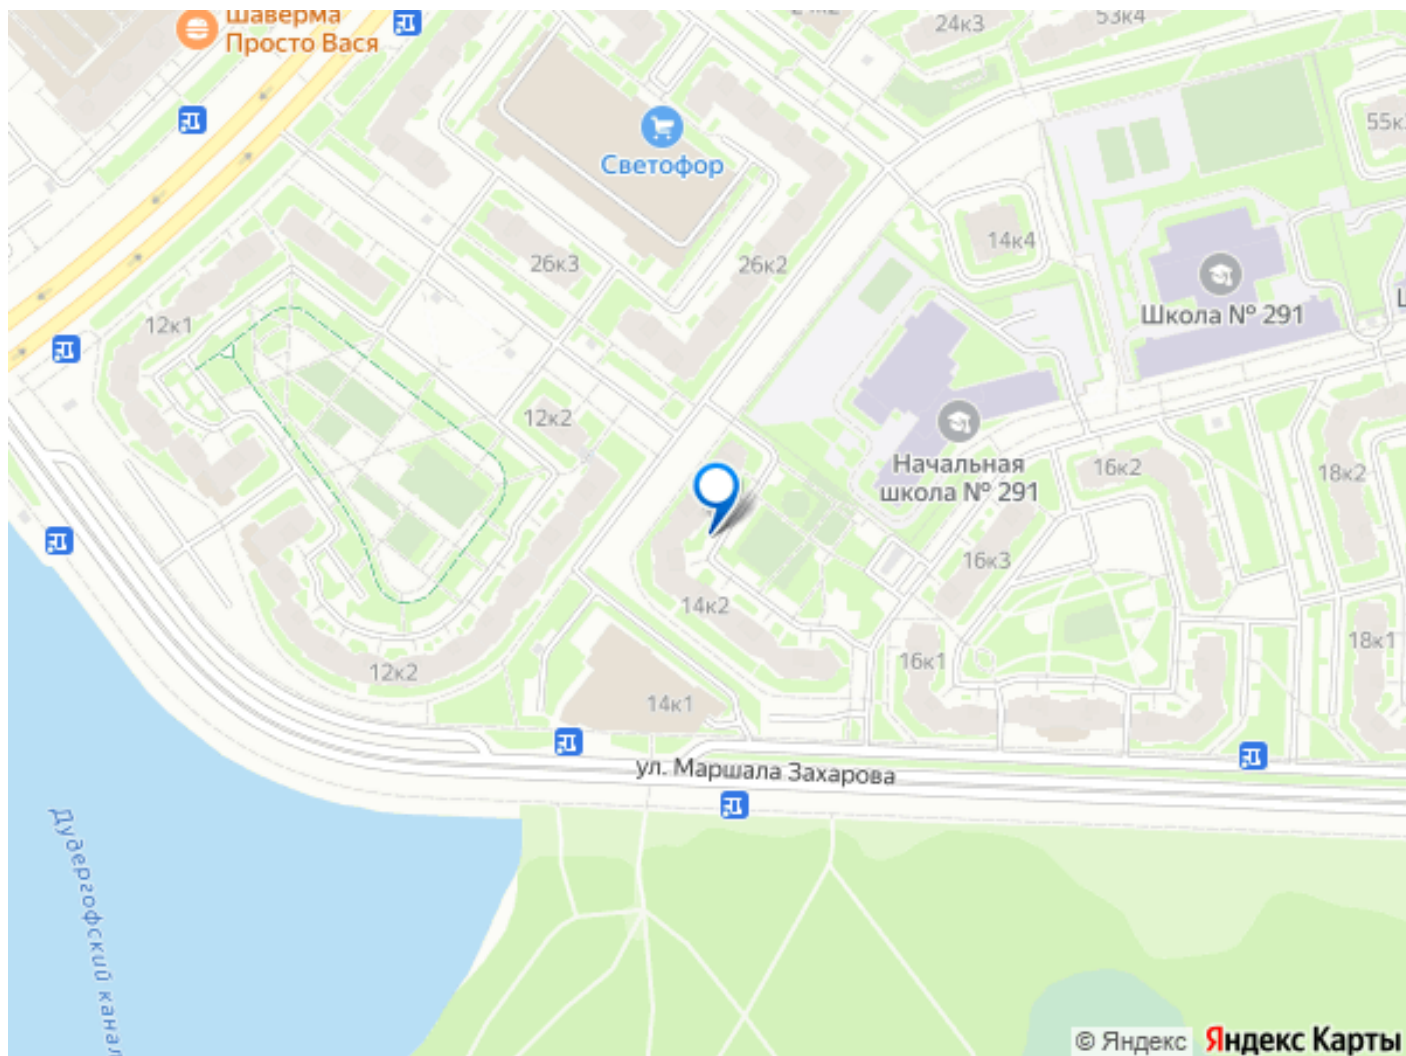 Шаверма
Просто Вася
24к3
53к4
Светофор
55к
14к4
26к3
26к2
Школа № 291
12к1
12к2
Начальная
школа № 291
16к2
18к2
16к3
14к2
18к1
16к1
12к2
14к1
ул. Маршала Захарова
Дудергофский канал
© Яндекс
Яндекс Карты